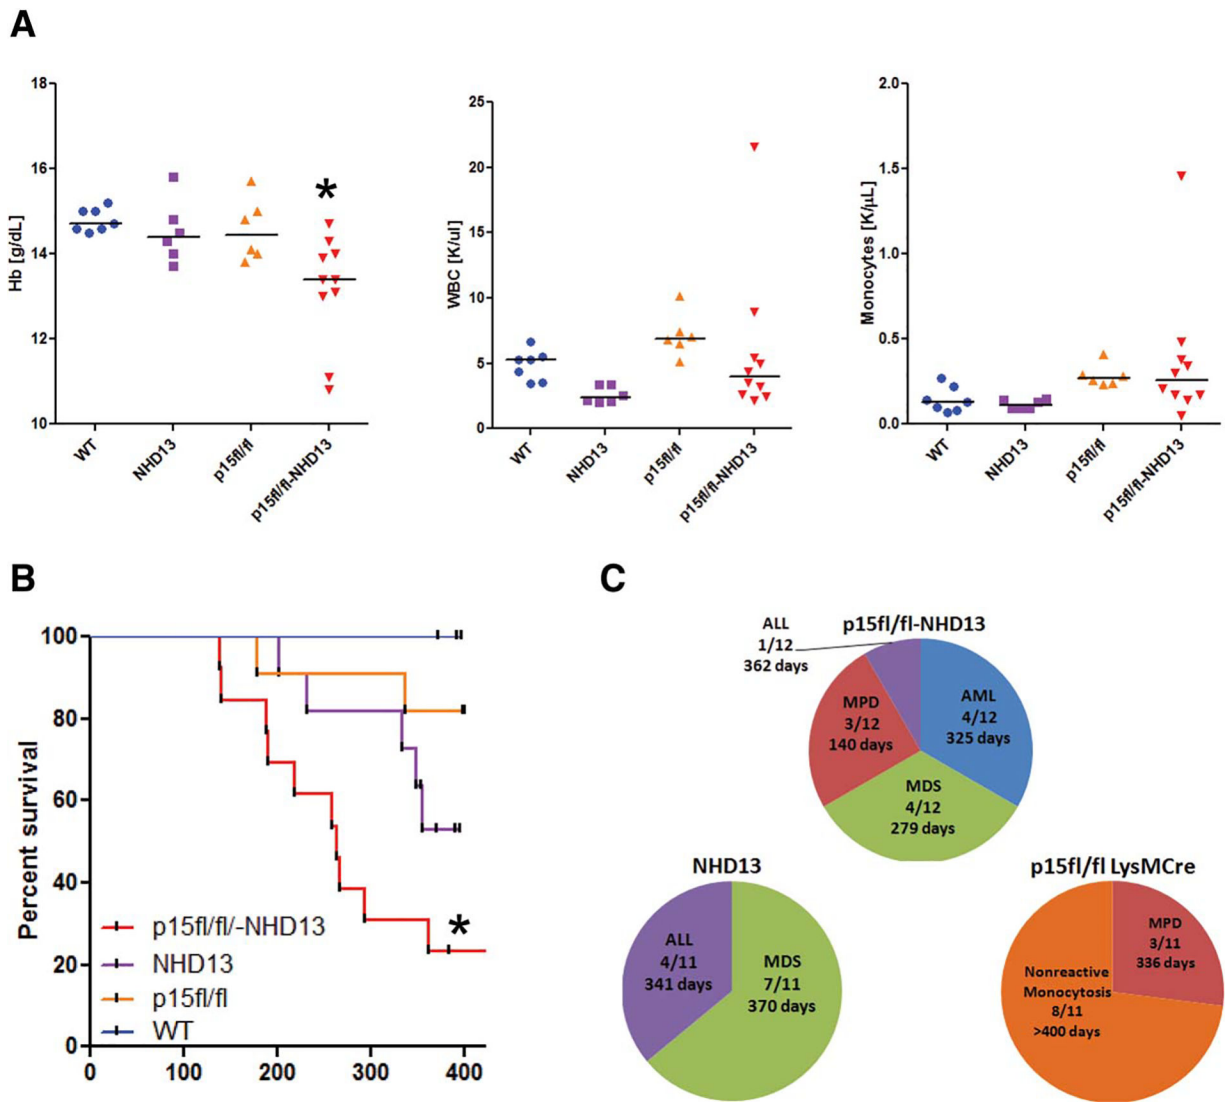 A
18
16
14
12
10
Hb [g/dL]
*
WT
NHD13
p15fl/fl
p15fl/fl-NHD13
25
20
15
10
5
0
WBC [K/ul]
WT
NHD13
p15fl/fl
p15fl/fl-NHD13
2.0
1.5
1.0
0.5
0.0
Monocytes [K/µL]
WT
NHD13
p15fl/fl
p15fl/fl-NHD13
B
100
80
60
40
20
0
Percent survival
p15fl/fl/-NHD13
NHD13
p15fl/fl
WT
*
0 100 200 300 400
C
p15fl/fl-NHD13
ALL
1/12
362 days
MPD
3/12
140 days
AML
4/12
325 days
MDS
4/12
279 days
NHD13
ALL
4/11
341 days
MDS
7/11
370 days
p15fl/fl LysMCre
MPD
3/11
336 days
Nonreactive
Monocytosis
8/11
>400 days